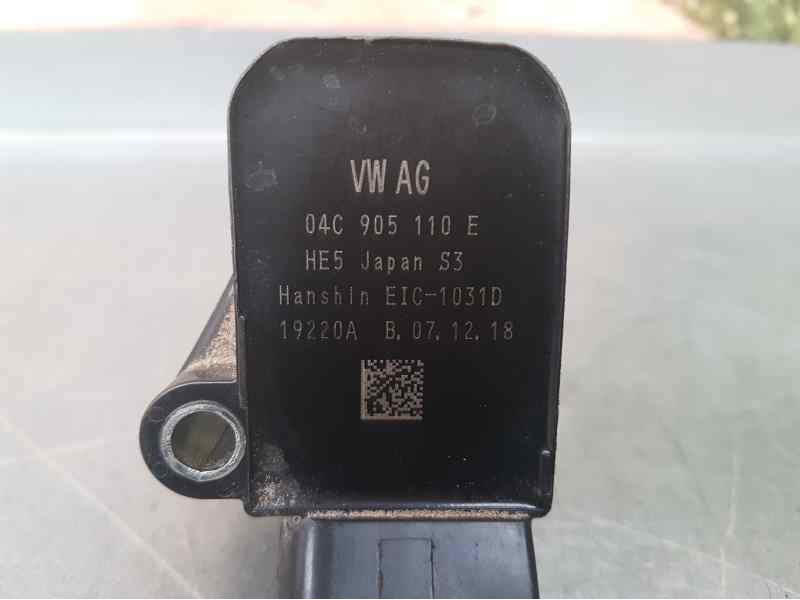 VW AG
04C 905 110 E
HE5 Japan S3
Hanshin EIC-1031D
19220A B. 07. 12. 18